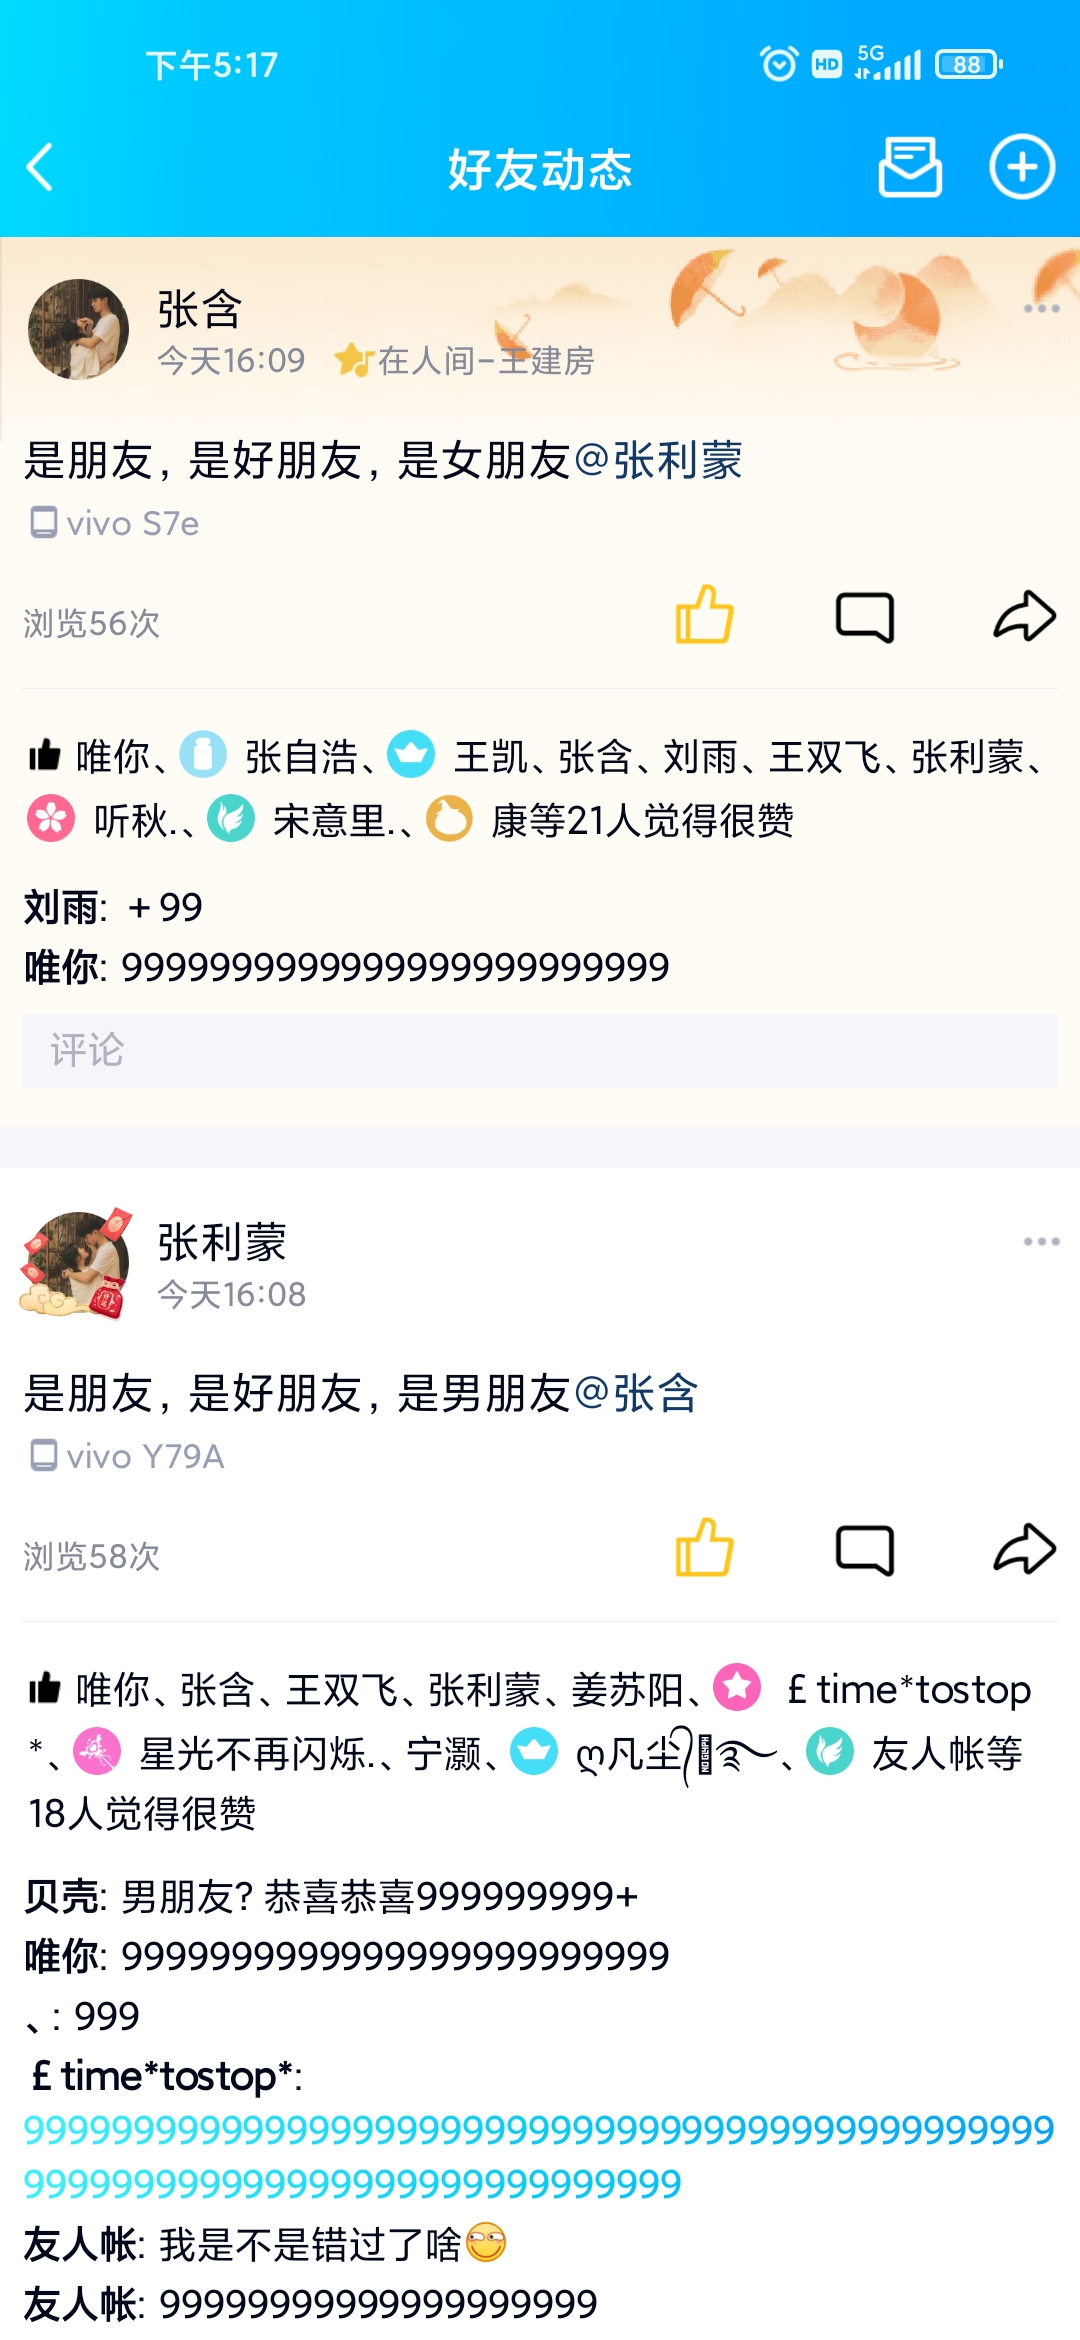 下午5:17
HD 5G 88
好友动态
张含
今天16:09 在人间-王建房
是朋友, 是好朋友, 是女朋友@张利蒙
vivo S7e
浏览56次
唯你、 张自浩、 王凯、张含、刘雨、王双飞、张利蒙、
听秋.、 宋意里.、 康等21人觉得很赞
刘雨: +99
唯你: 9999999999999999999999999
评论
张利蒙
今天16:08
是朋友, 是好朋友, 是男朋友@张含
vivo Y79A
浏览58次
唯你、张含、王双飞、张利蒙、姜苏阳、 £time*tostop
*、 星光不再闪烁.、宁灏、 ღ凡尘 、 友人帐等
18人觉得很赞
贝壳: 男朋友? 恭喜恭喜999999999+
唯你: 9999999999999999999999999
、: 999
£time*tostop*:
99999999999999999999999999999999999999999999999
999999999999999999999999999999
友人帐: 我是不是错过了啥
友人帐: 99999999999999999999